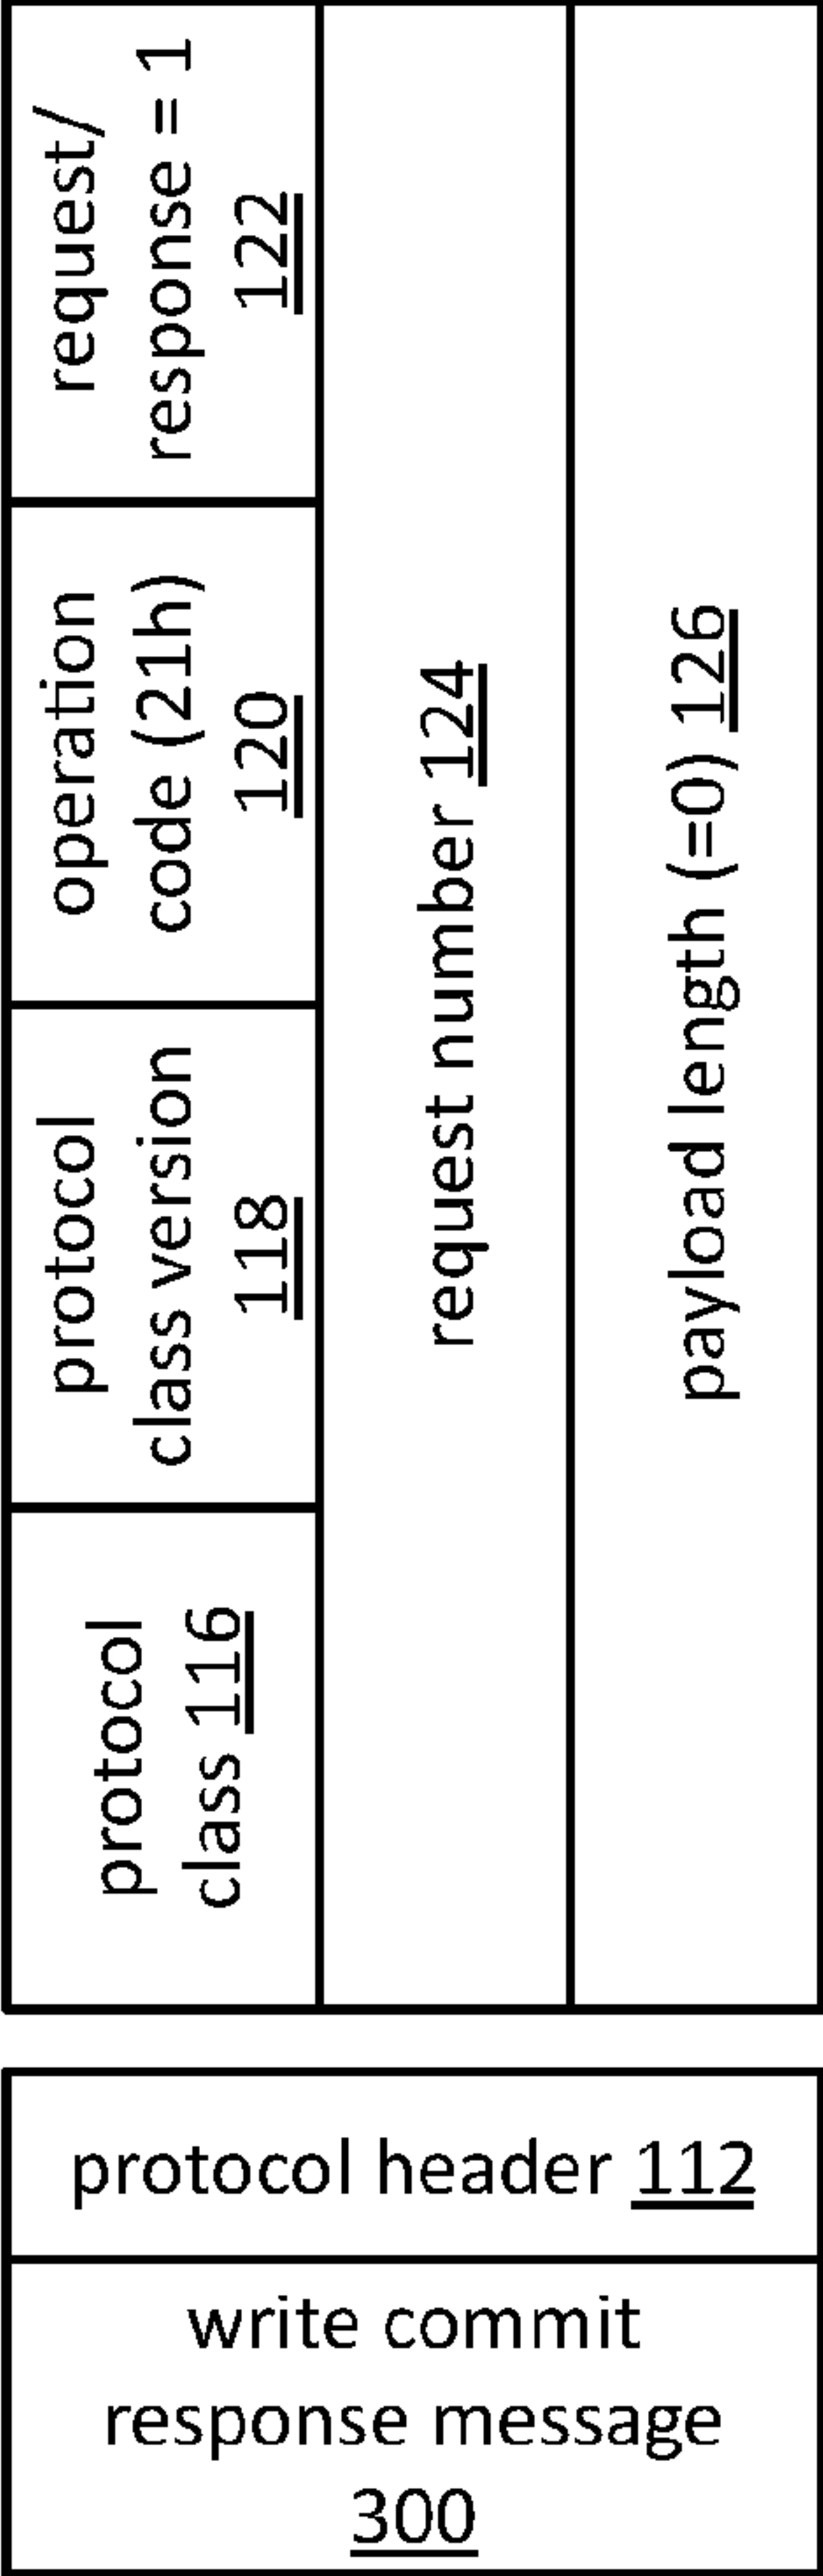 protocol
class 116
protocol
class version
118
operation
code (21h)
120
request/
response = 1
122
request number 124
payload length (=0) 126
protocol header 112
write commit
response message
300